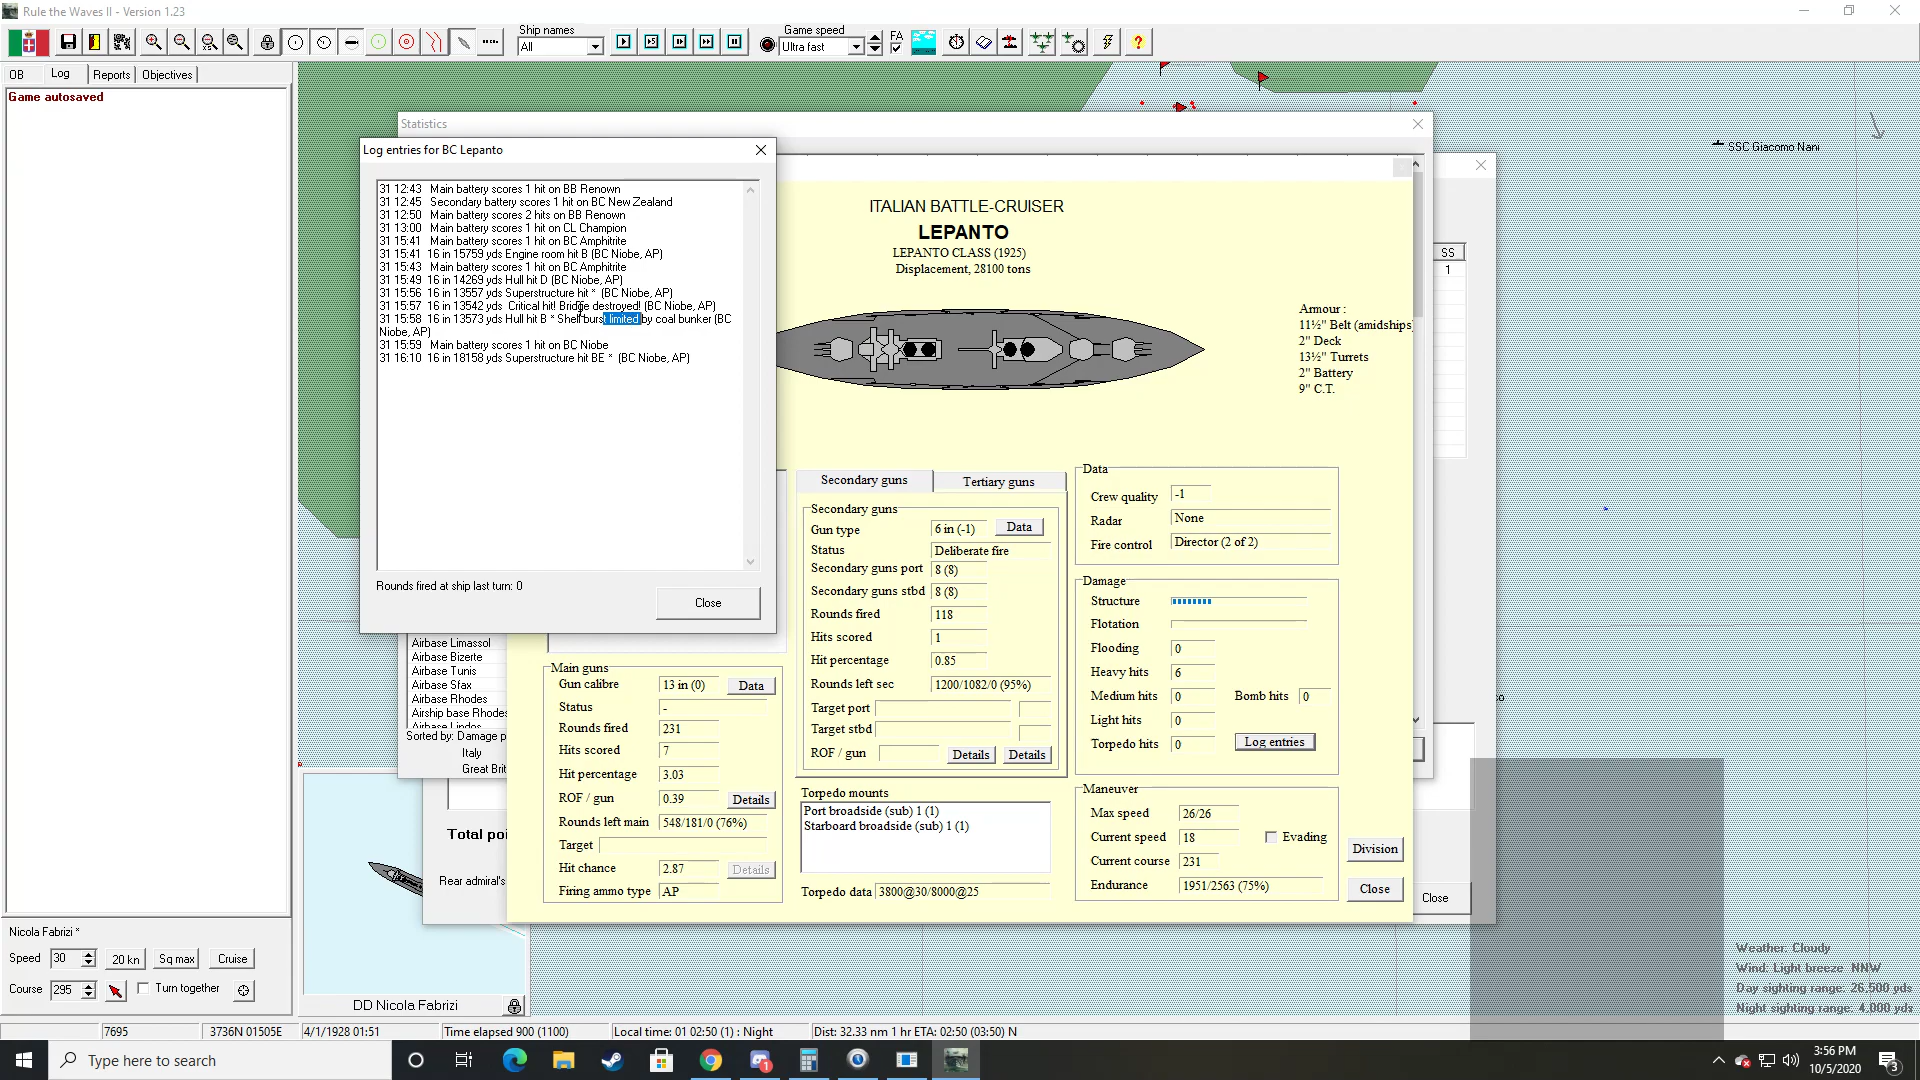 Rule the Waves II - Version 1.23
Ship names
All
Game speed
Ultra fast
FA
OB
Log
Reports
Objectives
Game autosaved
Statistics
SSC Giacomo Nani
Log entries for BC Lepanto
31 12:43 Main battery scores 1 hit on BB Renown
31 12:45 Secondary battery scores 1 hit on BC New Zealand
31 12:50 Main battery scores 2 hits on BB Renown
31 13:00 Main battery scores 1 hit on CL Champion
31 15:41 Main battery scores 1 hit on BC Amphitrite
31 15:41 16 in 15759 yds Engine room hit B (BC Niobe, AP)
31 15:43 Main battery scores 1 hit on BC Amphitrite
31 15:49 16 in 14269 yds Hull hit D (BC Niobe, AP)
31 15:56 16 in 13557 yds Superstructure hit * (BC Niobe, AP)
31 15:57 16 in 13542 yds Critical hit! Bridge destroyed! (BC Niobe, AP)
31 15:58 16 in 13573 yds Hull hit B * Shell burst limited by coal bunker (BC
Niobe, AP)
31 15:59 Main battery scores 1 hit on BC Niobe
31 16:10 16 in 18158 yds Superstructure hit BE * (BC Niobe, AP)
Rounds fired at ship last turn: 0
Close
ITALIAN BATTLE-CRUISER
LEPANTO
LEPANTO CLASS (1925)
Displacement, 28100 tons
Armour :
11½" Belt (amidships)
2" Deck
13½" Turrets
2" Battery
9" C.T.
SS
1
Airbase Limassol
Airbase Bizerte
Airbase Tunis
Airbase Sfax
Airbase Rhodes
Airship base Rhodes
Airbase Lindos
Sorted by: Damage p
Italy
Great Brit
Total poi
Rear admiral's
Main guns
Gun calibre 13 in (0) Data
Status -
Rounds fired 231
Hits scored 7
Hit percentage 3.03
ROF / gun 0.39 Details
Rounds left main 548/181/0 (76%)
Target
Hit chance 2.87 Details
Firing ammo type AP
Secondary guns
Tertiary guns
Secondary guns
Gun type 6 in (-1) Data
Status Deliberate fire
Secondary guns port 8 (8)
Secondary guns stbd 8 (8)
Rounds fired 118
Hits scored 1
Hit percentage 0.85
Rounds left sec 1200/1082/0 (95%)
Target port
Target stbd
ROF / gun Details Details
Torpedo mounts
Port broadside (sub) 1 (1)
Starboard broadside (sub) 1 (1)
Torpedo data 3800@30/8000@25
Data
Crew quality -1
Radar None
Fire control Director (2 of 2)
Damage
Structure
Flotation
Flooding 0
Heavy hits 6
Medium hits 0 Bomb hits 0
Light hits 0
Torpedo hits 0 Log entries
Maneuver
Max speed 26/26
Current speed 18 Evading
Current course 231
Endurance 1951/2563 (75%)
Division
Close
Close
Nicola Fabrizi *
Speed 30 20 kn Sq max Cruise
Course 295 Turn together
DD Nicola Fabrizi
Weather: Cloudy
Wind: Light breeze NNW
Day sighting range: 26,500 yds
Night sighting range: 4,000 yds
7695 3736N 01505E 4/1/1928 01:51 Time elapsed 900 (1100) Local time: 01 02:50 (1) : Night Dist: 32.33 nm 1 hr ETA: 02:50 (03:50) N
Type here to search
1
3:56 PM
10/5/2020
3